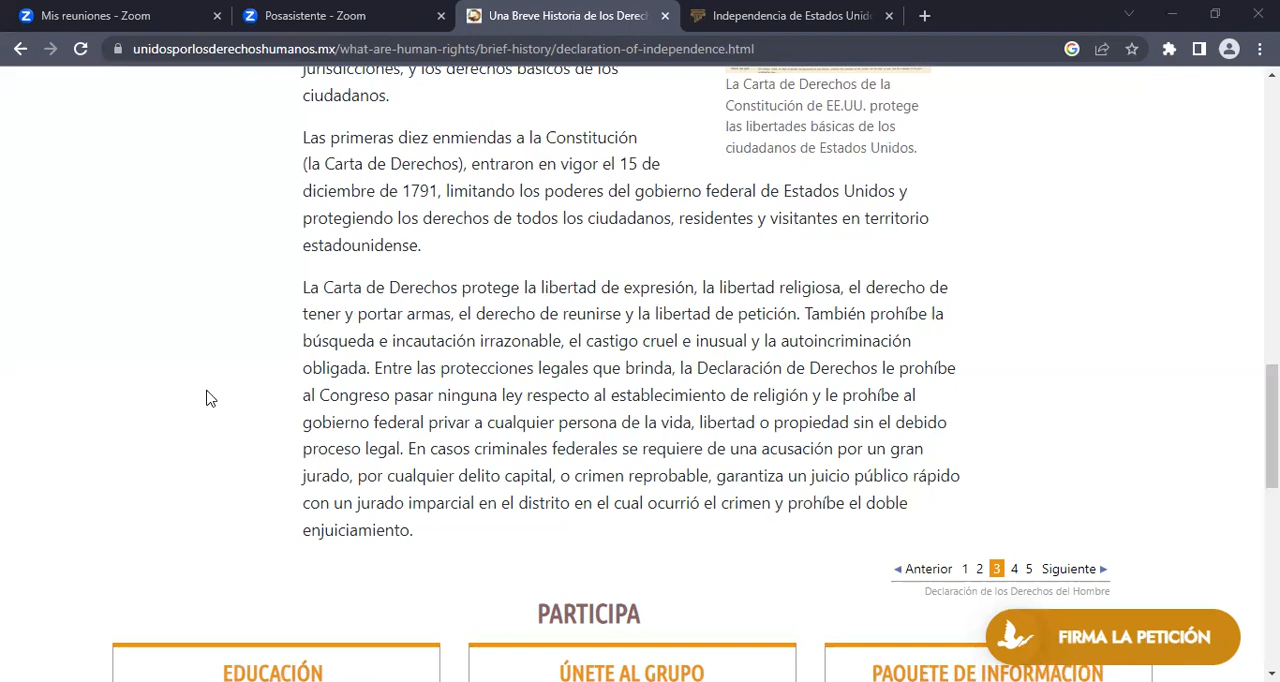 Mis reuniones - Zoom
Posasistente - Zoom
Una Breve Historia de los Derec
Independencia de Estados Unid
unidosporlosderechoshumanos.mx/what-are-human-rights/brief-history/declaration-of-independence.html
jurisdicciones, y los derechos básicos de los
ciudadanos.
La Carta de Derechos de la
Constitución de EE.UU. protege
las libertades básicas de los
ciudadanos de Estados Unidos.
Las primeras diez enmiendas a la Constitución
(la Carta de Derechos), entraron en vigor el 15 de
diciembre de 1791, limitando los poderes del gobierno federal de Estados Unidos y
protegiendo los derechos de todos los ciudadanos, residentes y visitantes en territorio
estadounidense.
La Carta de Derechos protege la libertad de expresión, la libertad religiosa, el derecho de
tener y portar armas, el derecho de reunirse y la libertad de petición. También prohíbe la
búsqueda e incautación irrazonable, el castigo cruel e inusual y la autoincriminación
obligada. Entre las protecciones legales que brinda, la Declaración de Derechos le prohíbe
al Congreso pasar ninguna ley respecto al establecimiento de religión y le prohíbe al
gobierno federal privar a cualquier persona de la vida, libertad o propiedad sin el debido
proceso legal. En casos criminales federales se requiere de una acusación por un gran
jurado, por cualquier delito capital, o crimen reprobable, garantiza un juicio público rápido
con un jurado imparcial en el distrito en el cual ocurrió el crimen y prohíbe el doble
enjuiciamiento.
Anterior 1 2 3 4 5 Siguiente
Declaración de los Derechos del Hombre
PARTICIPA
FIRMA LA PETICIÓN
EDUCACIÓN
ÚNETE AL GRUPO
PAQUETE DE INFORMACIÓN